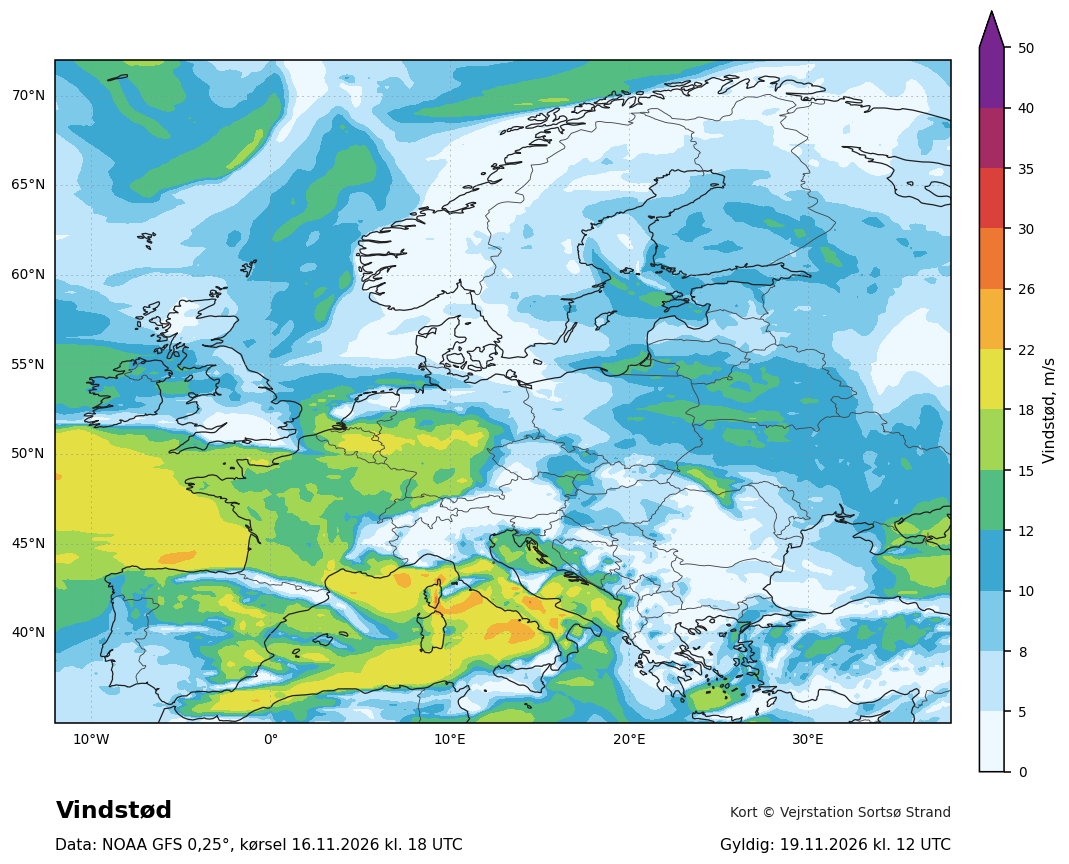 50
40
35
30
26
22
18
15
12
10
8
5
0
Vindstød, m/s
70°N
65°N
60°N
55°N
50°N
45°N
40°N
10°W
0°
10°E
20°E
30°E
Vindstød
Kort © Vejrstation Sortsø Strand
Data: NOAA GFS 0,25°, kørsel 16.11.2026 kl. 18 UTC
Gyldig: 19.11.2026 kl. 12 UTC